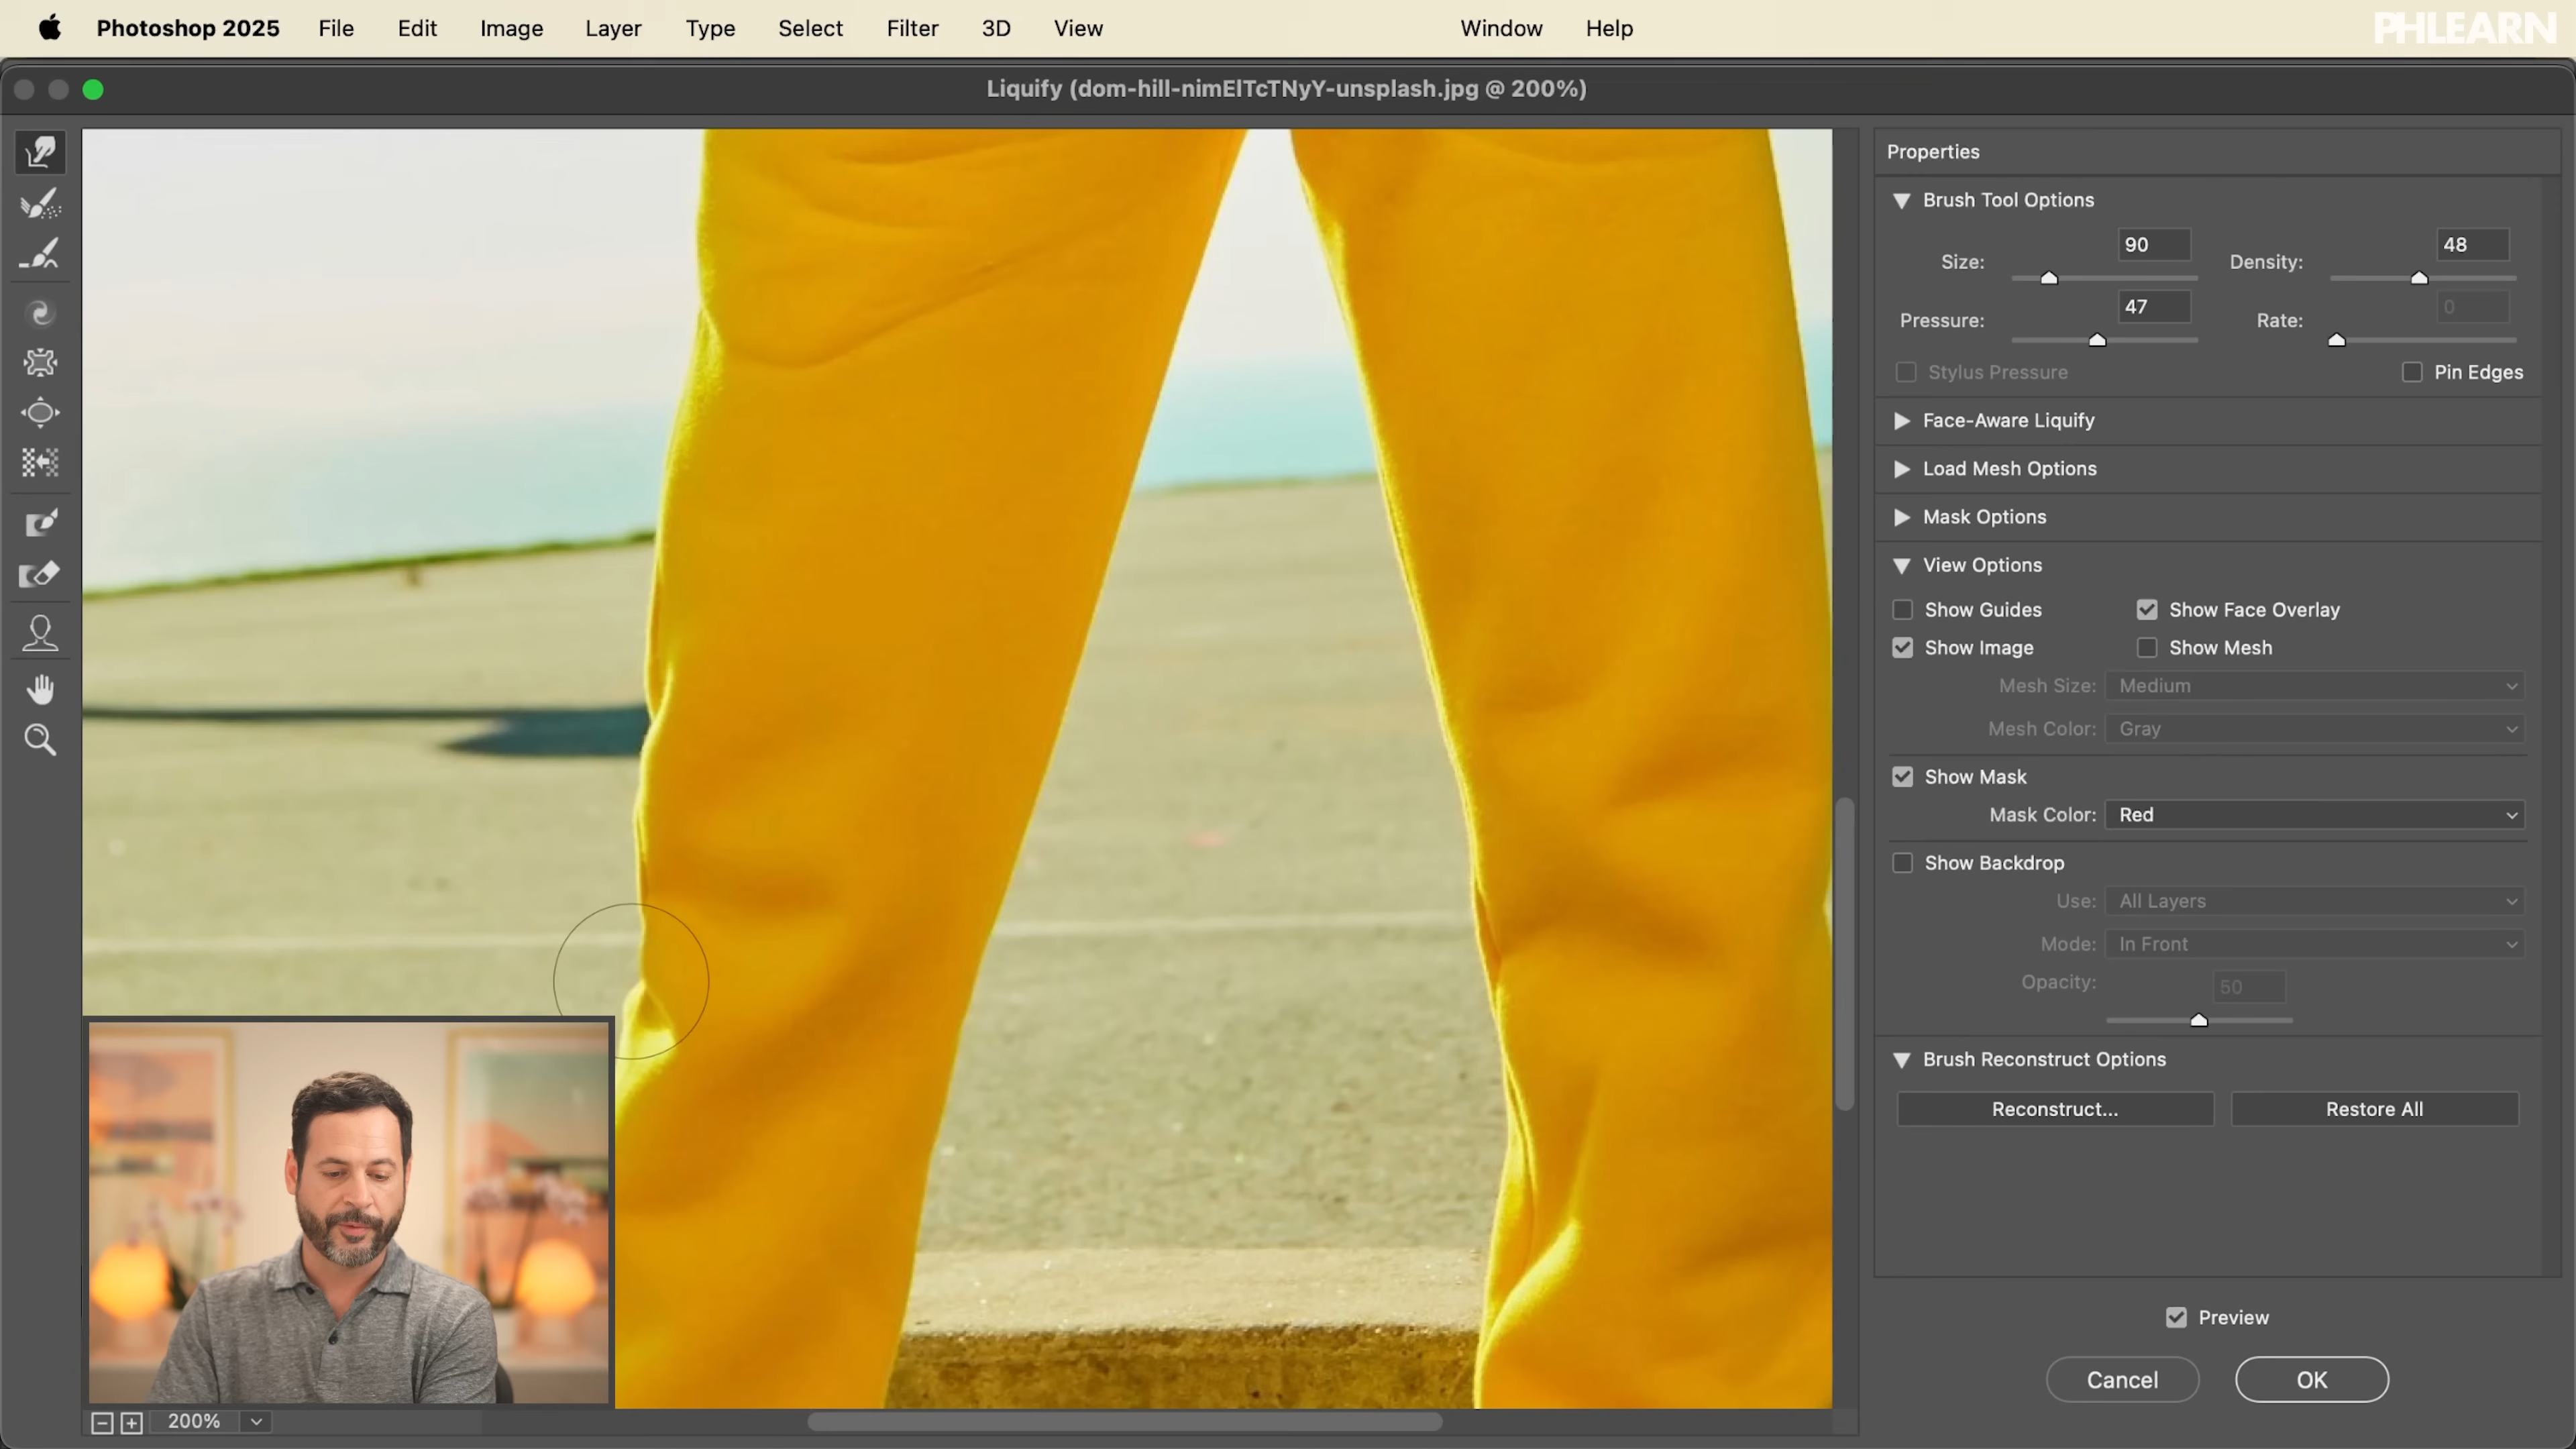 Photoshop 2025 File Edit Image Layer Type Select Filter 3D View Window Help
PHLEARN
Liquify (dom-hill-nimElTcTNyY-unsplash.jpg @ 200%)
Properties
Brush Tool Options
Size: 90 Density: 48
Pressure: 47 Rate: 0
Stylus Pressure Pin Edges
Face-Aware Liquify
Load Mesh Options
Mask Options
View Options
Show Guides Show Face Overlay
Show Image Show Mesh
Mesh Size: Medium
Mesh Color: Gray
Show Mask
Mask Color: Red
Show Backdrop
Use: All Layers
Mode: In Front
Opacity: 50
Brush Reconstruct Options
Reconstruct... Restore All
Preview
Cancel OK
200%